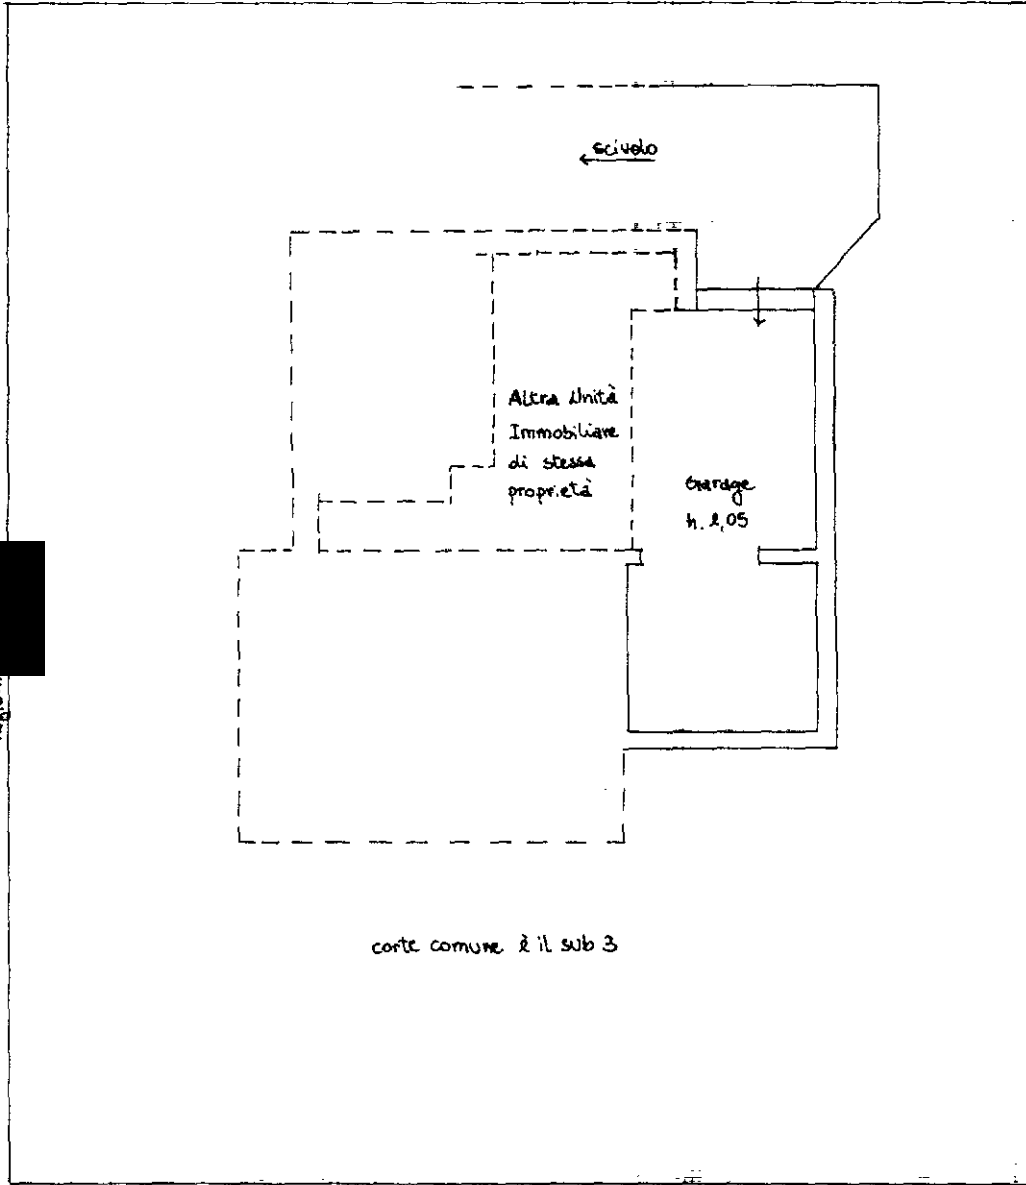 scivolo
Altra Unità
Immobiliare
di stessa
proprietà
Garage
h. 2,05
corte comune è il sub 3